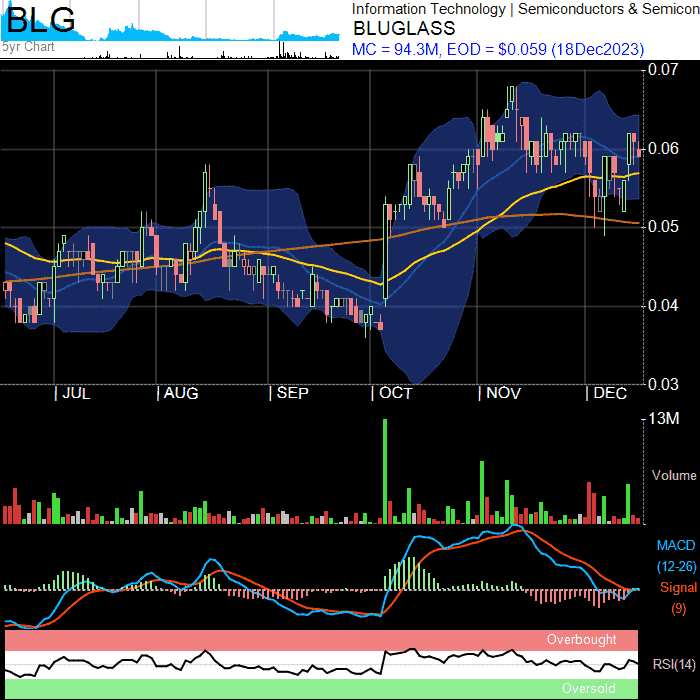 BLG
5yr Chart
Information Technology | Semiconductors & Semicon
BLUGLASS
MC = 94.3M, EOD = $0.059 (18Dec2023)
0.07
0.06
0.05
0.04
0.03
| JUL | AUG | SEP | OCT | NOV | DEC
13M
Volume
MACD
(12-26)
Signal
(9)
Overbought
RSI(14)
Oversold